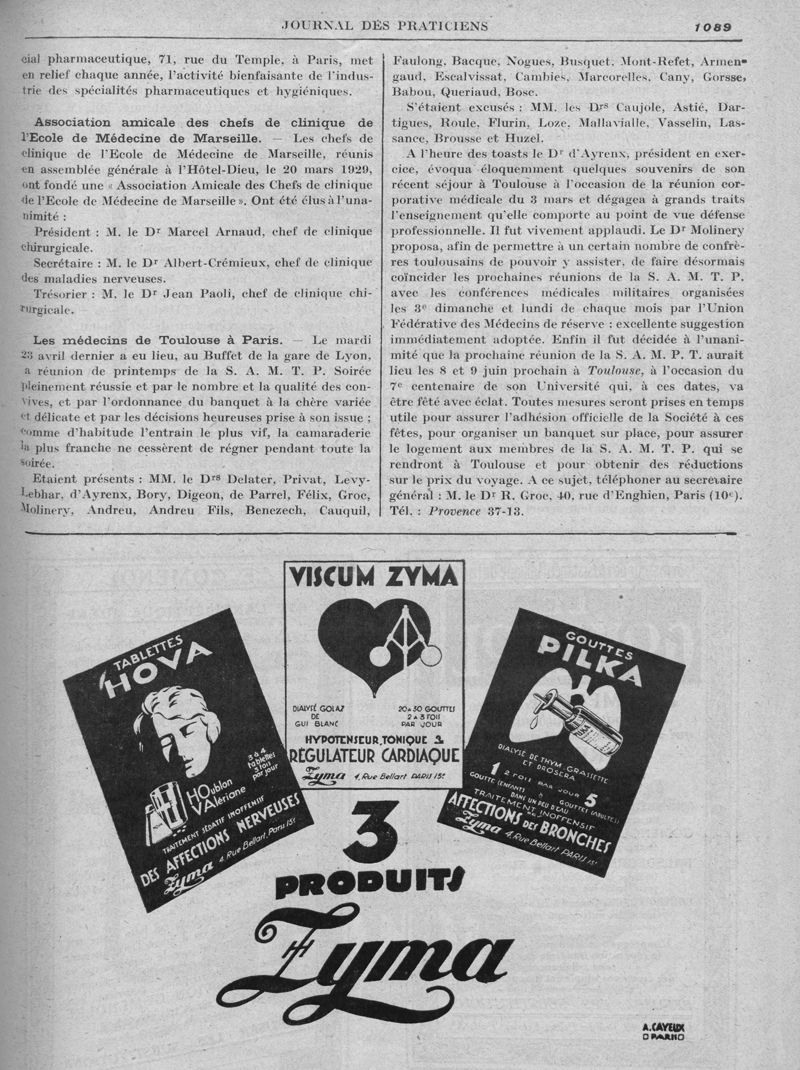 JOURNAL DES PRATICIENS
1089
cial pharmaceutique, 71, rue du Temple, à Paris, met
en relief chaque année, l'activité bienfaisante de l'indus-
trie des spécialités pharmaceutiques et hygiéniques.
Association amicale des chefs de clinique de
l'Ecole de Médecine de Marseille. — Les chefs de
clinique de l'Ecole de Médecine de Marseille, réunis
en assemblée générale à l'Hôtel-Dieu, le 20 mars 1929,
ont fondé une « Association Amicale des Chefs de clinique
de l'Ecole de Médecine de Marseille ». Ont été élus à l'una-
nimité :
Président : M. le Dr Marcel Arnaud, chef de clinique
chirurgicale.
Secrétaire : M. le Dr Albert-Crémieux, chef de clinique
des maladies nerveuses.
Trésorier : M. le Dr Jean Paoli, chef de clinique chi-
rurgicale.
Les médecins de Toulouse à Paris. — Le mardi
23 avril dernier a eu lieu, au Buffet de la gare de Lyon,
a réunion de printemps de la S. A. M. T. P. Soirée
pleinement réussie et par le nombre et la qualité des con-
vives, et par l'ordonnance du banquet à la chère variée
et délicate et par les décisions heureuses prise à son issue ;
comme d'habitude l'entrain le plus vif, la camaraderie
la plus franche ne cessèrent de régner pendant toute la
soirée.
Etaient présents : MM. le Drs Delater, Privat, Levy-
Lebhar, d'Ayrenx, Bory, Digeon, de Parrel, Félix, Groc,
Molinery, Andreu, Andreu Fils, Benezech, Cauquil,
Faulong, Bacque, Nogues, Busquet, Mont-Refet, Armen-
gaud, Escalvissat, Cambies, Marcorelles, Cany, Gorsse,
Babou, Queriaud, Bosc.
S'étaient excusés : MM. les Drs Caujole, Astié, Dar-
tigues, Roule, Flurin, Loze, Mallavialle, Vasselin, Las-
sance, Brousse et Huzel.
A l'heure des toasts le Dr d'Ayrenx, président en exer-
cice, évoqua éloquemment quelques souvenirs de son
récent séjour à Toulouse à l'occasion de la réunion cor-
porative médicale du 3 mars et dégagea à grands traits
l'enseignement qu'elle comporte au point de vue défense
professionnelle. Il fut vivement applaudi. Le Dr Molinery
proposa, afin de permettre à un certain nombre de confrè-
res toulousains de pouvoir y assister, de faire désormais
coïncider les prochaines réunions de la S. A. M. T. P.
avec les conférences médicales militaires organisées
les 3e dimanche et lundi de chaque mois par l'Union
Fédérative des Médecins de réserve : excellente suggestion
immédiatement adoptée. Enfin il fut décidée à l'unani-
mité que la prochaine réunion de la S. A. M. P. T. aurait
lieu les 8 et 9 juin prochain à Toulouse, à l'occasion du
7e centenaire de son Université qui, à ces dates, va
être fêté avec éclat. Toutes mesures seront prises en temps
utile pour assurer l'adhésion officielle de la Société à ces
fêtes, pour organiser un banquet sur place, pour assurer
le logement aux membres de la S. A. M. T. P. qui se
rendront à Toulouse et pour obtenir des réductions
sur le prix du voyage. A ce sujet, téléphoner au secretaire
général : M. le Dr R. Groc, 40, rue d'Enghien, Paris (10e).
Tél. : Provence 37-13.
TABLETTES
HOVA
3 à 4
tablettes
3 fois
par jour
HOublon
VAlériane
TRAITEMENT SÉDATIF INOFFENSIF
DES AFFECTIONS NERVEUSES
Zyma 4, Rue Bellart, Paris 15e
VISCUM ZYMA
DIALYSÉ GOLAZ
DE
GUI BLANC
20 à 30 GOUTTES
2 à 3 FOIS
PAR JOUR
HYPOTENSEUR, TONIQUE &
RÉGULATEUR CARDIAQUE
Zyma 4, Rue Bellart PARIS 15e
GOUTTES
PILKA
DIALYSÉ DE THYM, GRASSETTE
ET DROSERA
2 FOIS PAR JOUR
1 GOUTTE (ENFANTS) à 5 GOUTTES (ADULTES)
DANS UN PEU D'EAU
TRAITEMENT INOFFENSIF
DES
AFFECTIONS DES BRONCHES
Zyma 4, Rue Bellart PARIS 15e
3
PRODUITS
Zyma
A. CAYEUX
PARIS